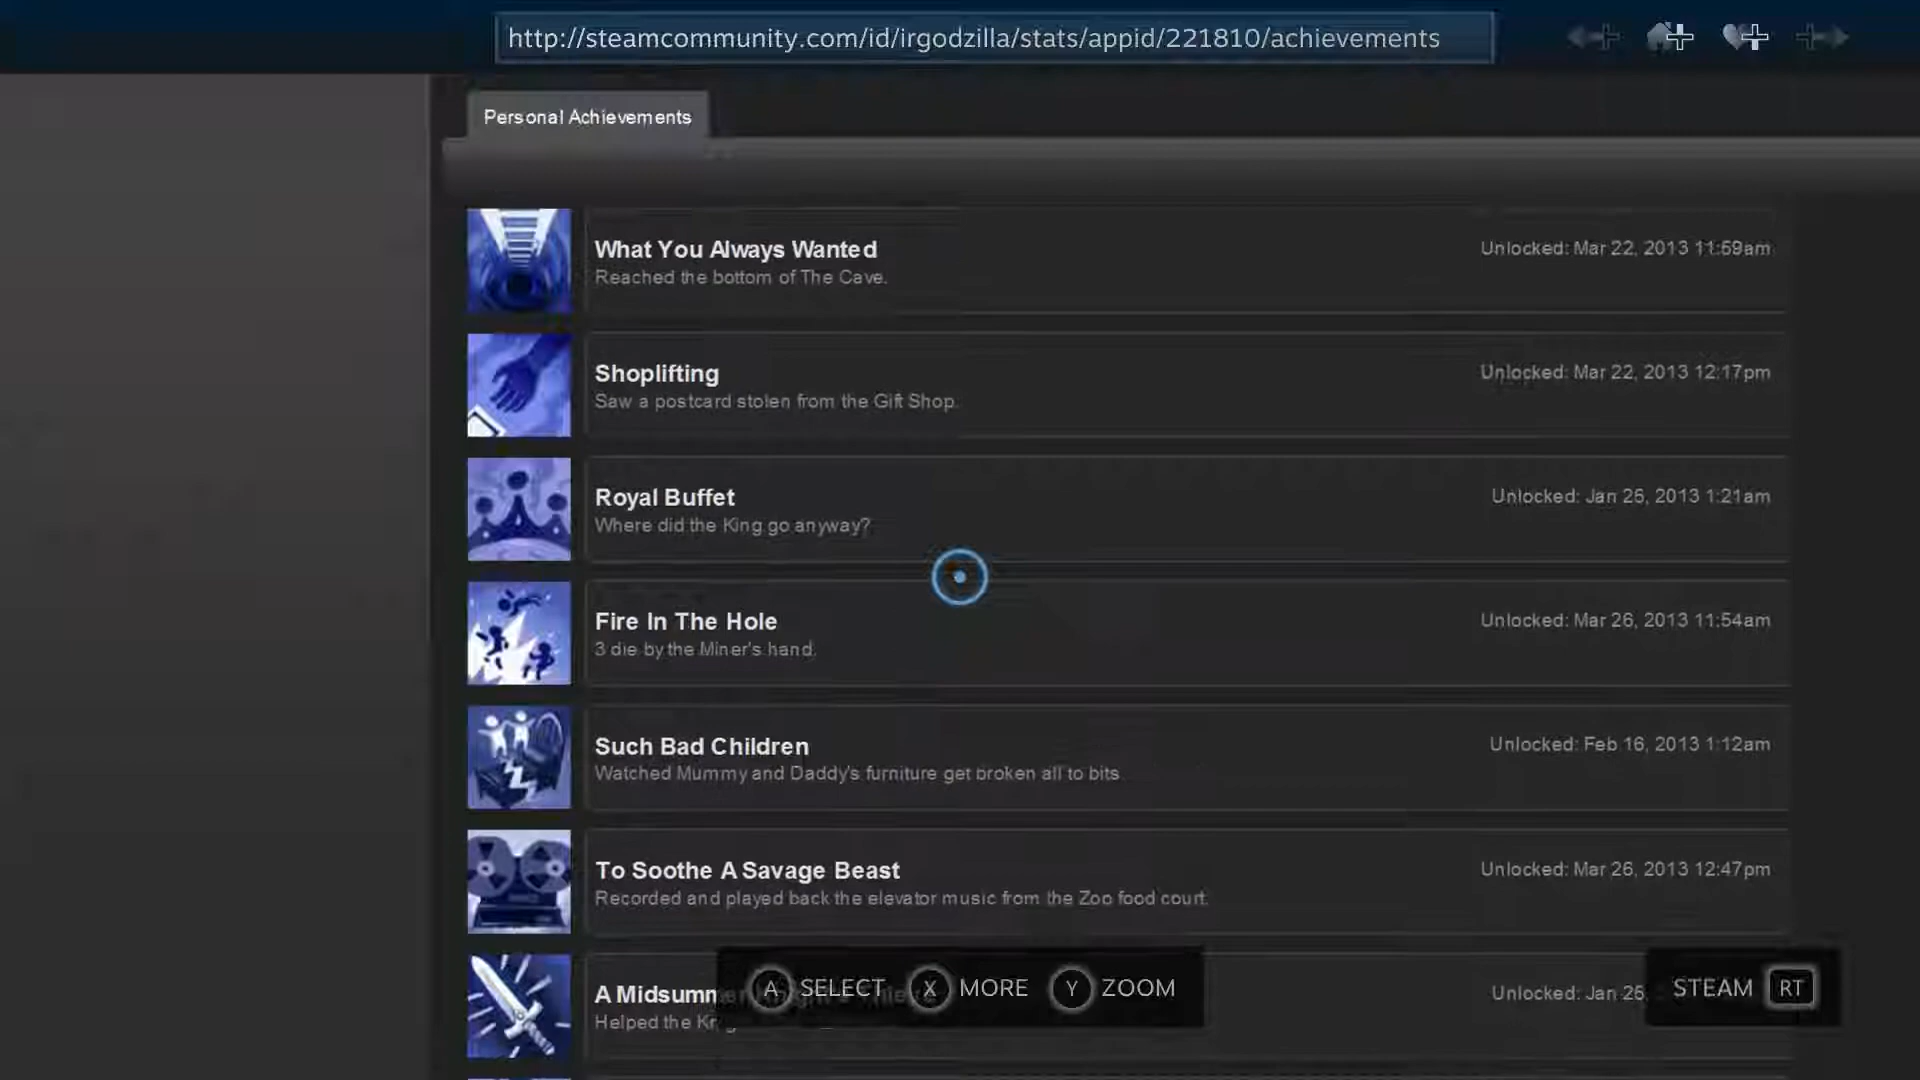 http://steamcommunity.com/id/irgodzilla/stats/appid/221810/achievements
Personal Achievements
What You Always Wanted
Unlocked: Mar 22, 2013 11:59am
Reached the bottom of The Cave.
Shoplifting
Unlocked: Mar 22, 2013 12:17pm
Saw a postcard stolen from the Gift Shop.
Royal Buffet
Unlocked: Jan 25, 2013 1:21am
Where did the King go anyway?
Fire In The Hole
Unlocked: Mar 26, 2013 11:54am
3 die by the Miner's hand.
Such Bad Children
Unlocked: Feb 16, 2013 1:12am
Watched Mummy and Daddy's furniture get broken all to bits.
To Soothe A Savage Beast
Unlocked: Mar 26, 2013 12:47pm
Recorded and played back the elevator music from the Zoo food court.
A
Unlocked: Jan 25,
Helped the
A SELECT X MORE Y ZOOM
STEAM RT